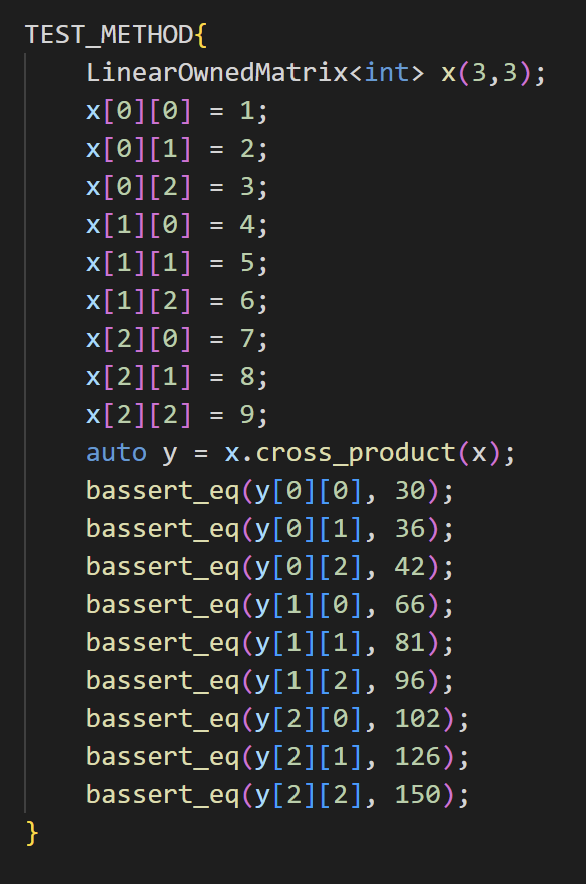 TEST_METHOD{
    LinearOwnedMatrix<int> x(3,3);
    x[0][0] = 1;
    x[0][1] = 2;
    x[0][2] = 3;
    x[1][0] = 4;
    x[1][1] = 5;
    x[1][2] = 6;
    x[2][0] = 7;
    x[2][1] = 8;
    x[2][2] = 9;
    auto y = x.cross_product(x);
    bassert_eq(y[0][0], 30);
    bassert_eq(y[0][1], 36);
    bassert_eq(y[0][2], 42);
    bassert_eq(y[1][0], 66);
    bassert_eq(y[1][1], 81);
    bassert_eq(y[1][2], 96);
    bassert_eq(y[2][0], 102);
    bassert_eq(y[2][1], 126);
    bassert_eq(y[2][2], 150);
}